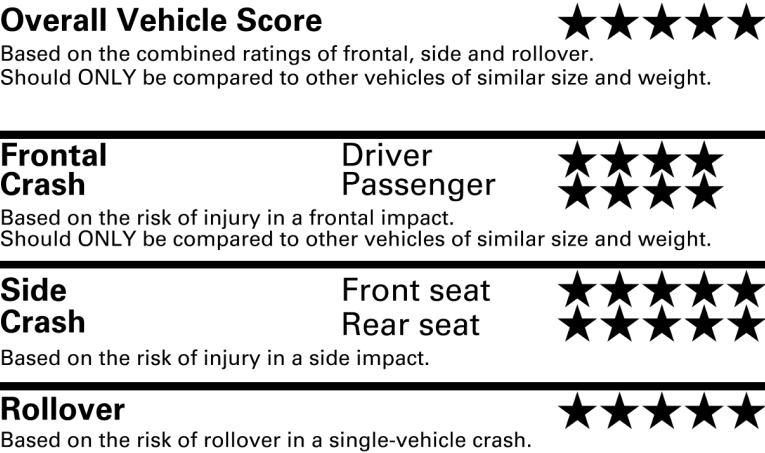 Overall Vehicle Score ★★★★★
Based on the combined ratings of frontal, side and rollover.
Should ONLY be compared to other vehicles of similar size and weight.
Frontal Driver ★★★★
Crash Passenger ★★★★
Based on the risk of injury in a frontal impact.
Should ONLY be compared to other vehicles of similar size and weight.
Side Front seat ★★★★★
Crash Rear seat ★★★★★
Based on the risk of injury in a side impact.
Rollover ★★★★★
Based on the risk of rollover in a single-vehicle crash.